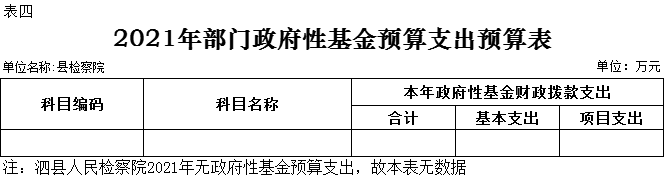 表四
2021年部门政府性基金预算支出预算表
单位名称:县检察院 单位：万元
科目编码 科目名称 本年政府性基金财政拨款支出
合计 基本支出 项目支出
注：泗县人民检察院2021年无政府性基金预算支出，故本表无数据